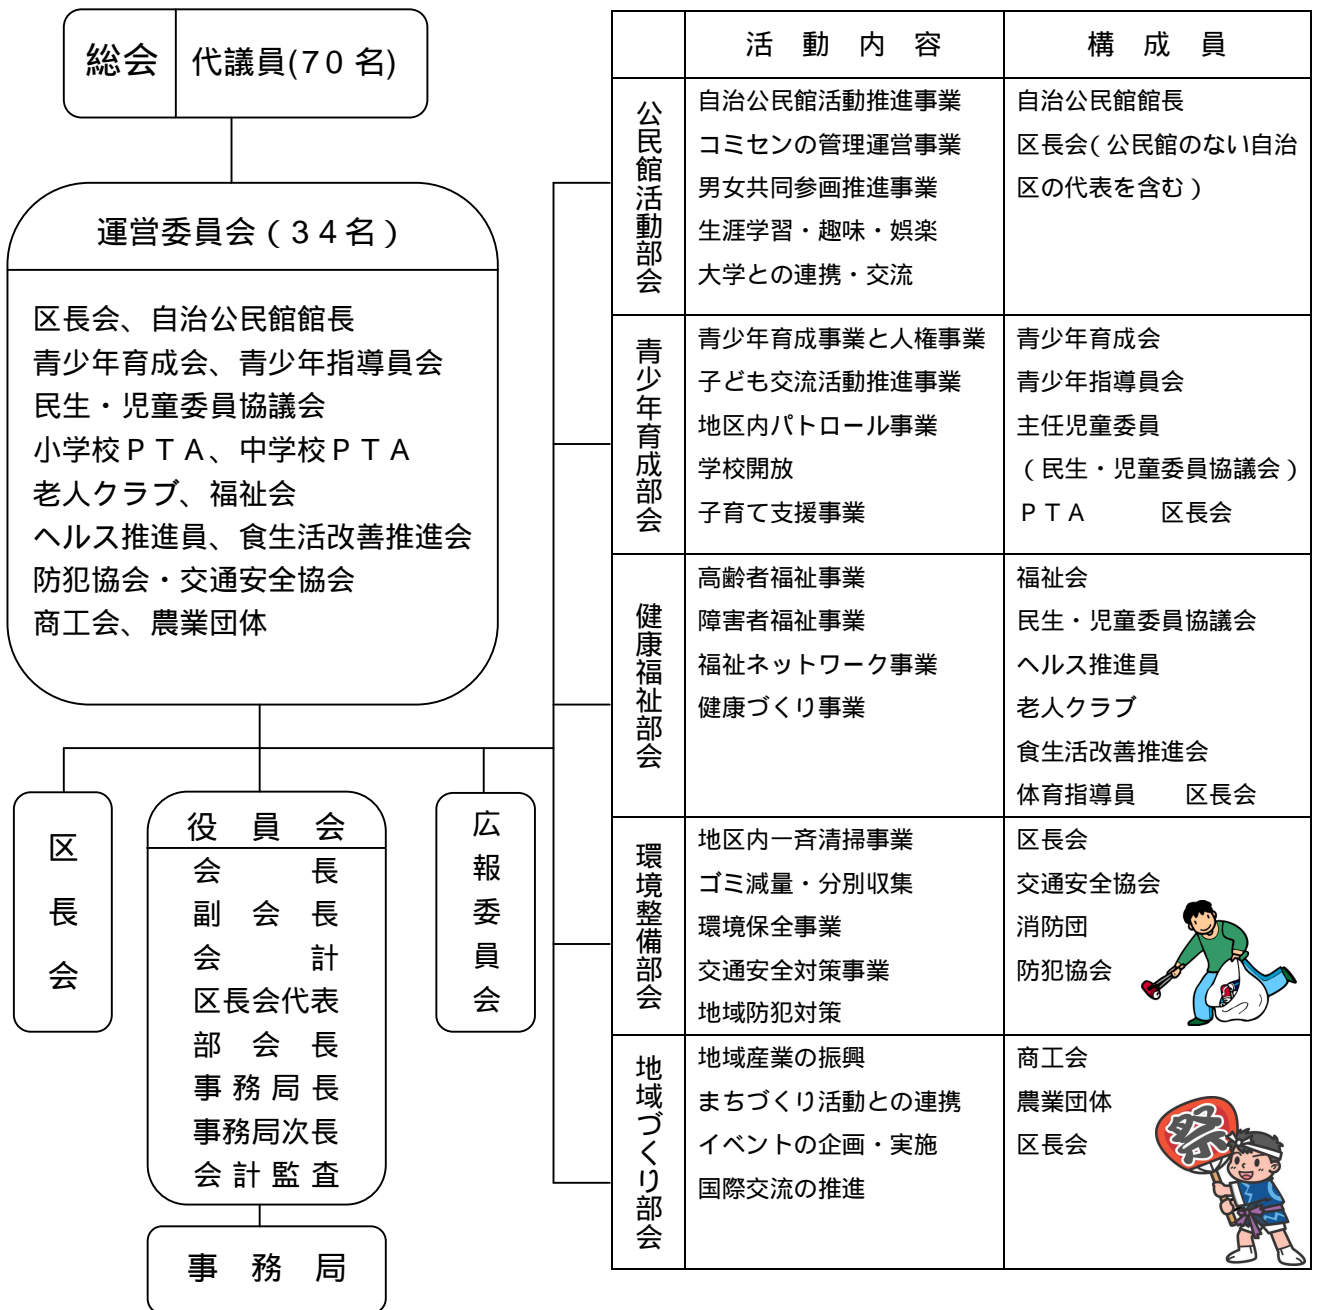 総会 代議員(70名)
運営委員会(34名)
区長会、自治公民館館長
青少年育成会、青少年指導員会
民生・児童委員協議会
小学校PTA、中学校PTA
老人クラブ、福祉会
ヘルス推進員、食生活改善推進会
防犯協会・交通安全協会
商工会、農業団体
区長会
役員会
会長
副会長
会計
区長会代表
部会長
事務局長
事務局次長
会計監査
広報委員会
事務局
活動内容 構成員
公民館活動部会
自治公民館活動推進事業
コミセンの管理運営事業
男女共同参画推進事業
生涯学習・趣味・娯楽
大学との連携・交流
自治公民館館長
区長会(公民館のない自治
区の代表を含む)
青少年育成部会
青少年育成事業と人権事業
子ども交流活動推進事業
地区内パトロール事業
学校開放
子育て支援事業
青少年育成会
青少年指導員会
主任児童委員
(民生・児童委員協議会)
PTA 区長会
健康福祉部会
高齢者福祉事業
障害者福祉事業
福祉ネットワーク事業
健康づくり事業
福祉会
民生・児童委員協議会
ヘルス推進員
老人クラブ
食生活改善推進会
体育指導員 区長会
環境整備部会
地区内一斉清掃事業
ゴミ減量・分別収集
環境保全事業
交通安全対策事業
地域防犯対策
区長会
交通安全協会
消防団
防犯協会
地域づくり部会
地域産業の振興
まちづくり活動との連携
イベントの企画・実施
国際交流の推進
商工会
農業団体
区長会
祭